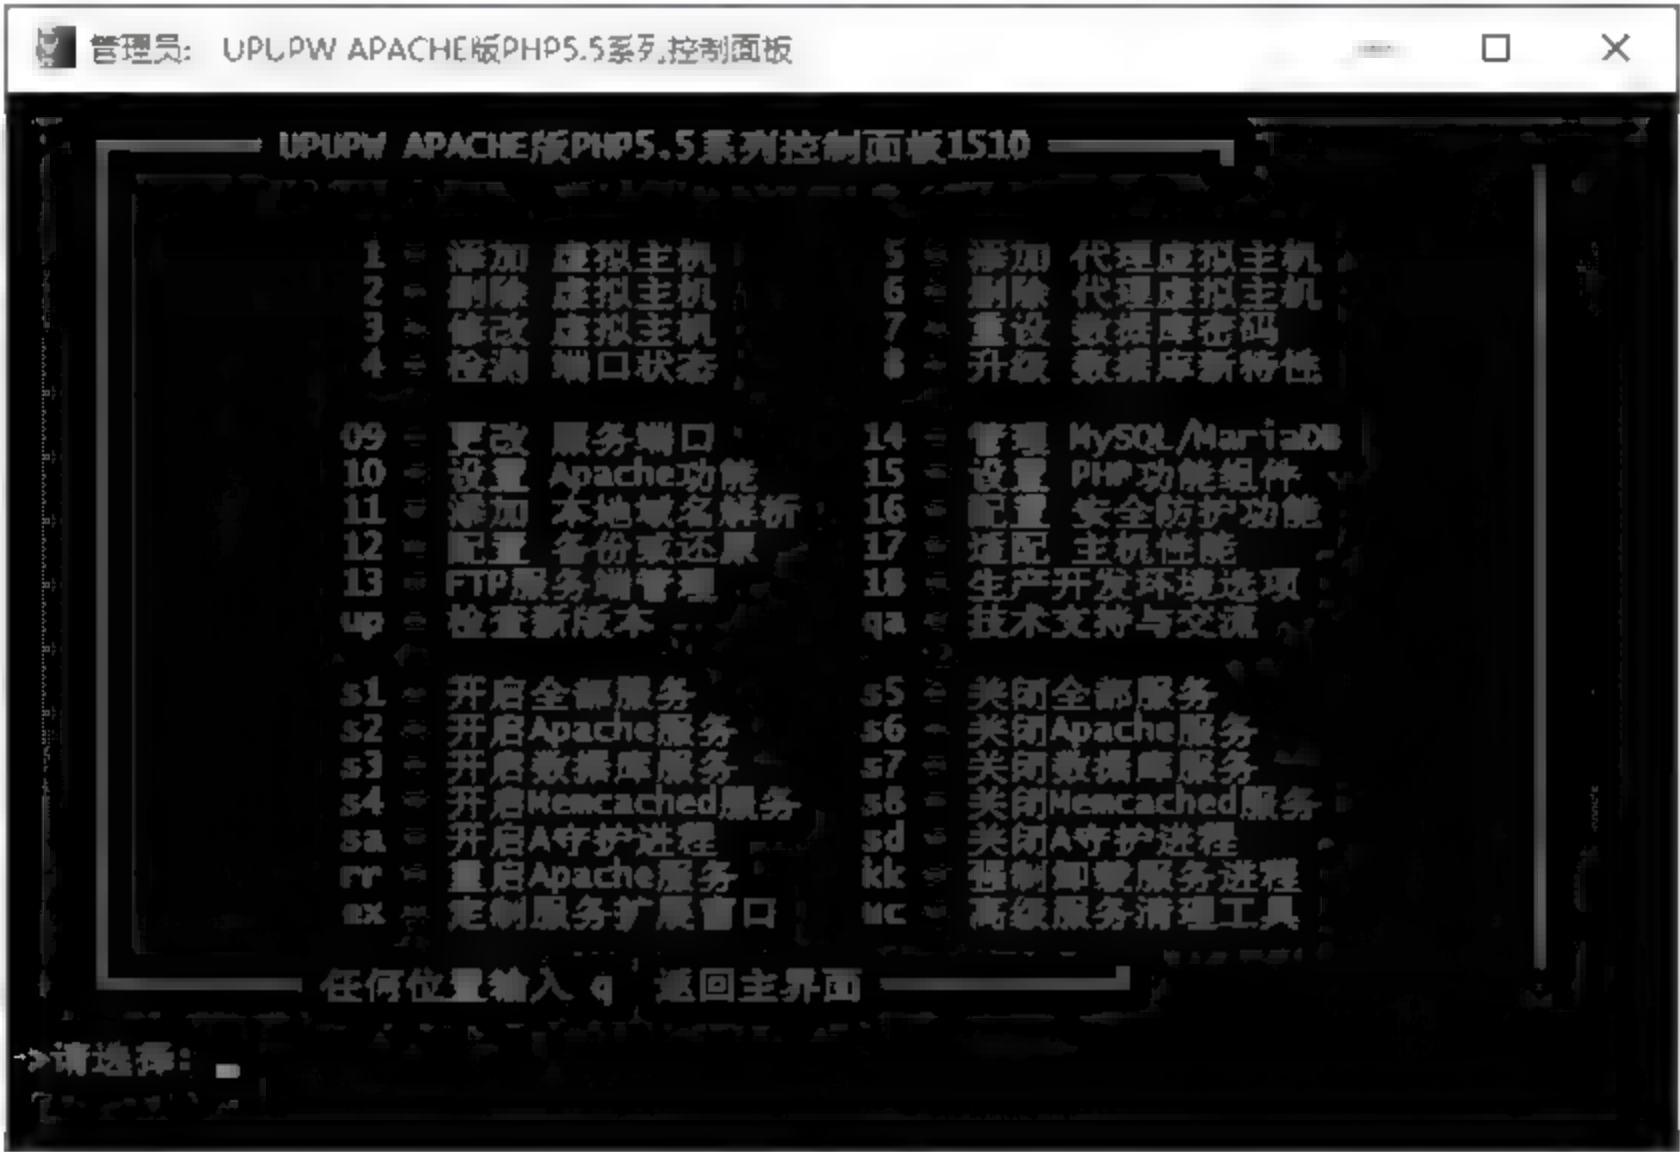 管理员: UPUPW APACHE版PHP5.5系列控制面板
UPUPW APACHE版PHP5.5系列控制面板1510
1 - 添加 虚拟主机 5 - 添加 代理虚拟主机
2 - 删除 虚拟主机 6 - 删除 代理虚拟主机
3 - 修改 虚拟主机 7 - 重设 数据库密码
4 - 检测 端口状态 8 - 升级 数据库新特性
09 - 更改 服务端口 14 - 管理 MySQL/MariaDB
10 - 设置 Apache功能 15 - 设置 PHP功能组件
11 - 添加 本地域名解析 16 - 配置 安全防护功能
12 - 配置 备份或还原 17 - 适配 主机性能
13 - FTP服务端管理 18 - 生产开发环境选项
up - 检查新版本 qa - 技术支持与交流
s1 - 开启全部服务 s5 - 关闭全部服务
s2 - 开启Apache服务 s6 - 关闭Apache服务
s3 - 开启数据库服务 s7 - 关闭数据库服务
s4 - 开启Memcached服务 s8 - 关闭Memcached服务
sa - 开启A守护进程 sd - 关闭A守护进程
rr - 重启Apache服务 kk - 强制卸载服务进程
ex - 定制服务扩展窗口 uc - 高级服务清理工具
任何位置输入 q 返回主界面
->请选择: